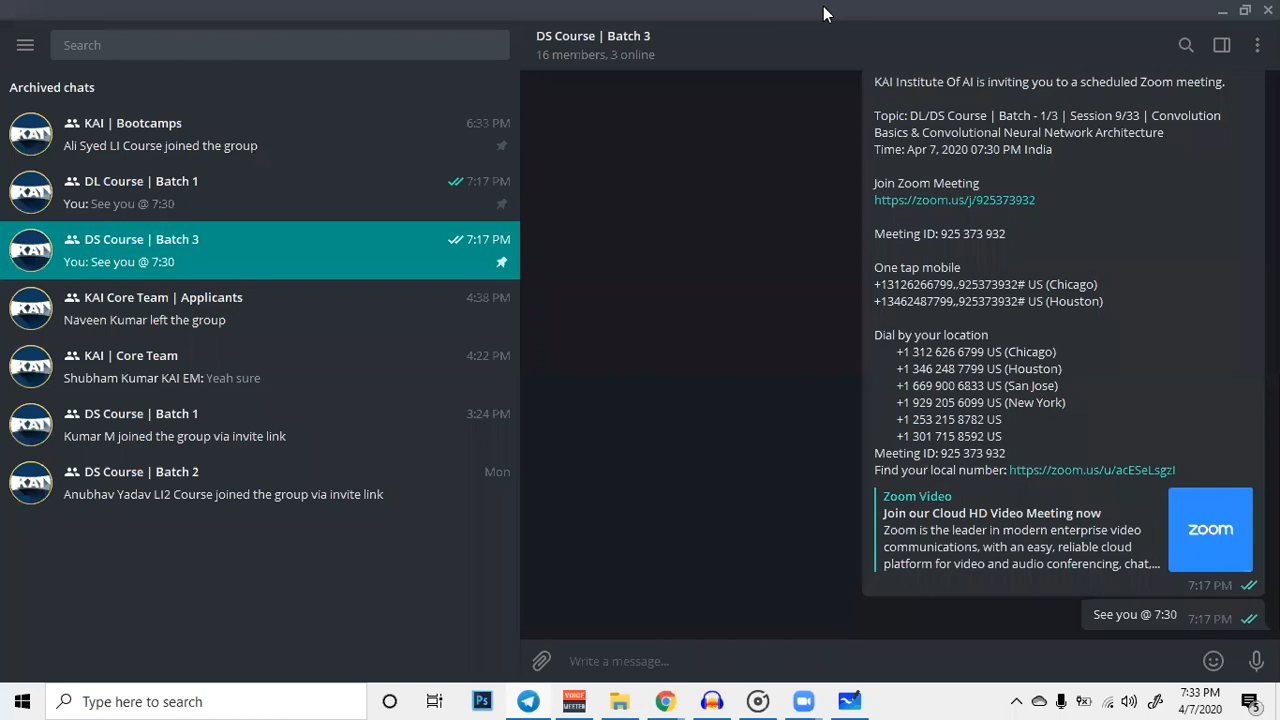 Search
Archived chats
KAI | Bootcamps 6:33 PM
Ali Syed LI Course joined the group
DL Course | Batch 1 7:17 PM
You: See you @ 7:30
DS Course | Batch 3 7:17 PM
You: See you @ 7:30
KAI Core Team | Applicants 4:38 PM
Naveen Kumar left the group
KAI | Core Team 4:22 PM
Shubham Kumar KAI EM: Yeah sure
DS Course | Batch 1 3:24 PM
Kumar M joined the group via invite link
DS Course | Batch 2 Mon
Anubhav Yadav LI2 Course joined the group via invite link
DS Course | Batch 3
16 members, 3 online
KAI Institute Of AI is inviting you to a scheduled Zoom meeting.
Topic: DL/DS Course | Batch - 1/3 | Session 9/33 | Convolution
Basics & Convolutional Neural Network Architecture
Time: Apr 7, 2020 07:30 PM India
Join Zoom Meeting
https://zoom.us/j/925373932
Meeting ID: 925 373 932
One tap mobile
+13126266799,,925373932# US (Chicago)
+13462487799,,925373932# US (Houston)
Dial by your location
+1 312 626 6799 US (Chicago)
+1 346 248 7799 US (Houston)
+1 669 900 6833 US (San Jose)
+1 929 205 6099 US (New York)
+1 253 215 8782 US
+1 301 715 8592 US
Meeting ID: 925 373 932
Find your local number: https://zoom.us/u/acESeLsgzI
Zoom Video
Join our Cloud HD Video Meeting now
Zoom is the leader in modern enterprise video
communications, with an easy, reliable cloud
platform for video and audio conferencing, chat,...
zoom
7:17 PM
See you @ 7:30 7:17 PM
Write a message...
Type here to search
Ps
VOICE
MEETER
7:33 PM
4/7/2020
5